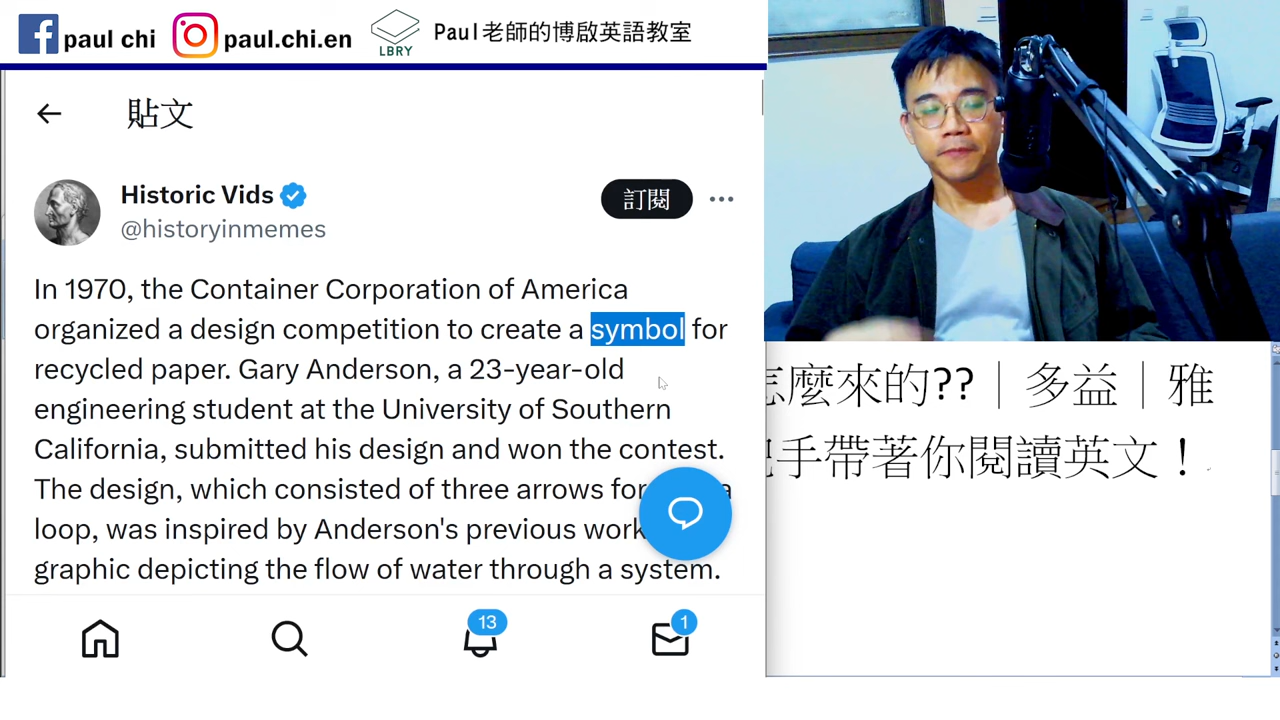 paul chi
paul.chi.en
LBRY
Paul老師的博啟英語教室
貼文
Historic Vids
訂閱
@historyinmemes
In 1970, the Container Corporation of America
organized a design competition to create a symbol for
recycled paper. Gary Anderson, a 23-year-old
engineering student at the University of Southern
California, submitted his design and won the contest.
The design, which consisted of three arrows
loop, was inspired by Anderson's previous work
graphic depicting the flow of water through a system.
13
1
麼來的??｜多益｜雅
手帶著你閱讀英文！